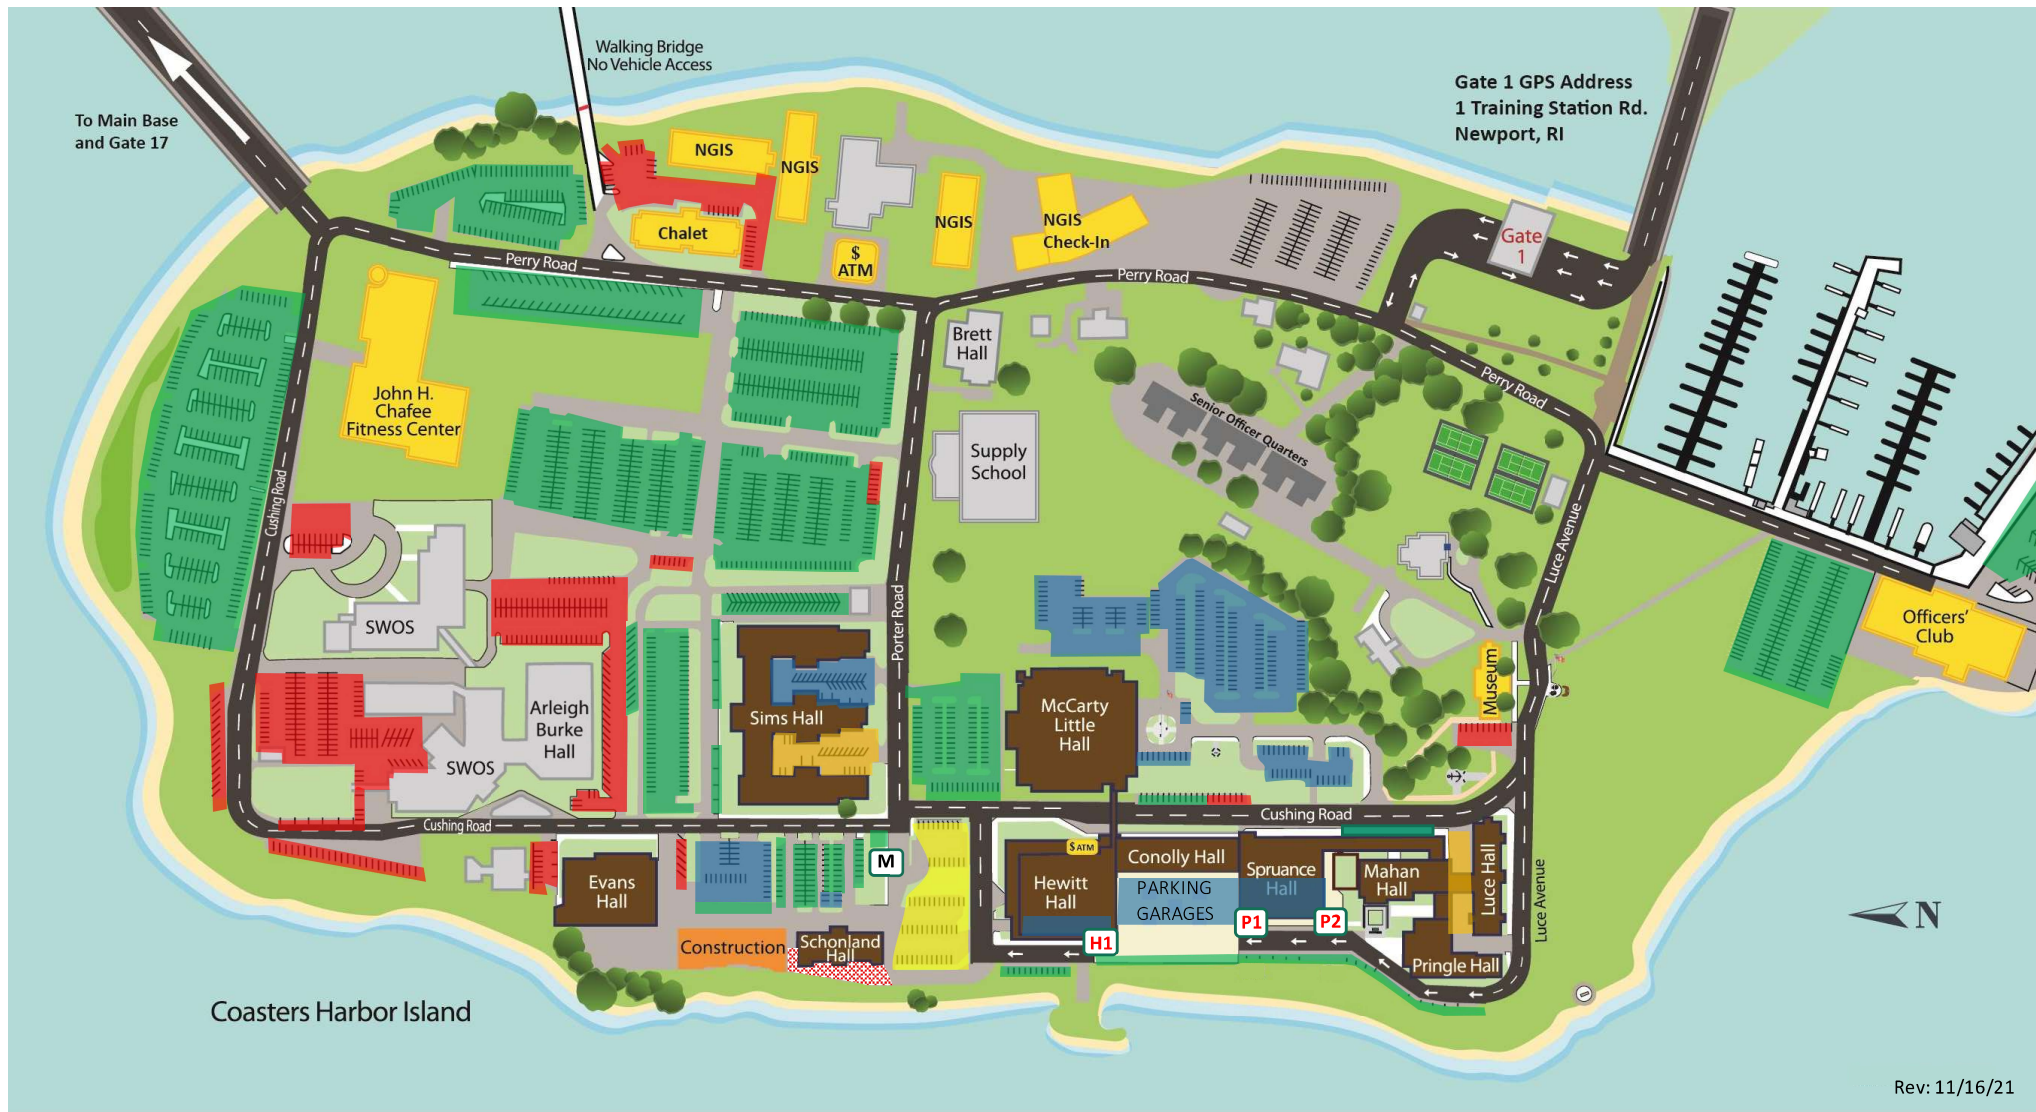 Walking Bridge
No Vehicle Access
Gate 1 GPS Address
1 Training Station Rd.
Newport, RI
To Main Base
and Gate 17
NGIS
NGIS
NGIS
NGIS
Check-In
Chalet
$
ATM
Gate
1
Perry Road
Perry Road
Perry Road
John H.
Chafee
Fitness Center
Brett
Hall
Senior Officer Quarters
Supply
School
Cushing Road
Luce Avenue
Porter Road
SWOS
Officers'
Club
Museum
Arleigh
Burke
Hall
Sims Hall
McCarty
Little
Hall
SWOS
Cushing Road
Cushing Road
$ ATM
M
Evans
Hall
Conolly Hall
Hewitt
Hall
PARKING
GARAGES
Spruance
Hall
Mahan
Hall
Luce Hall
Luce Avenue
P1
P2
H1
Construction
Schonland
Hall
Pringle Hall
N
Coasters Harbor Island
Rev: 11/16/21